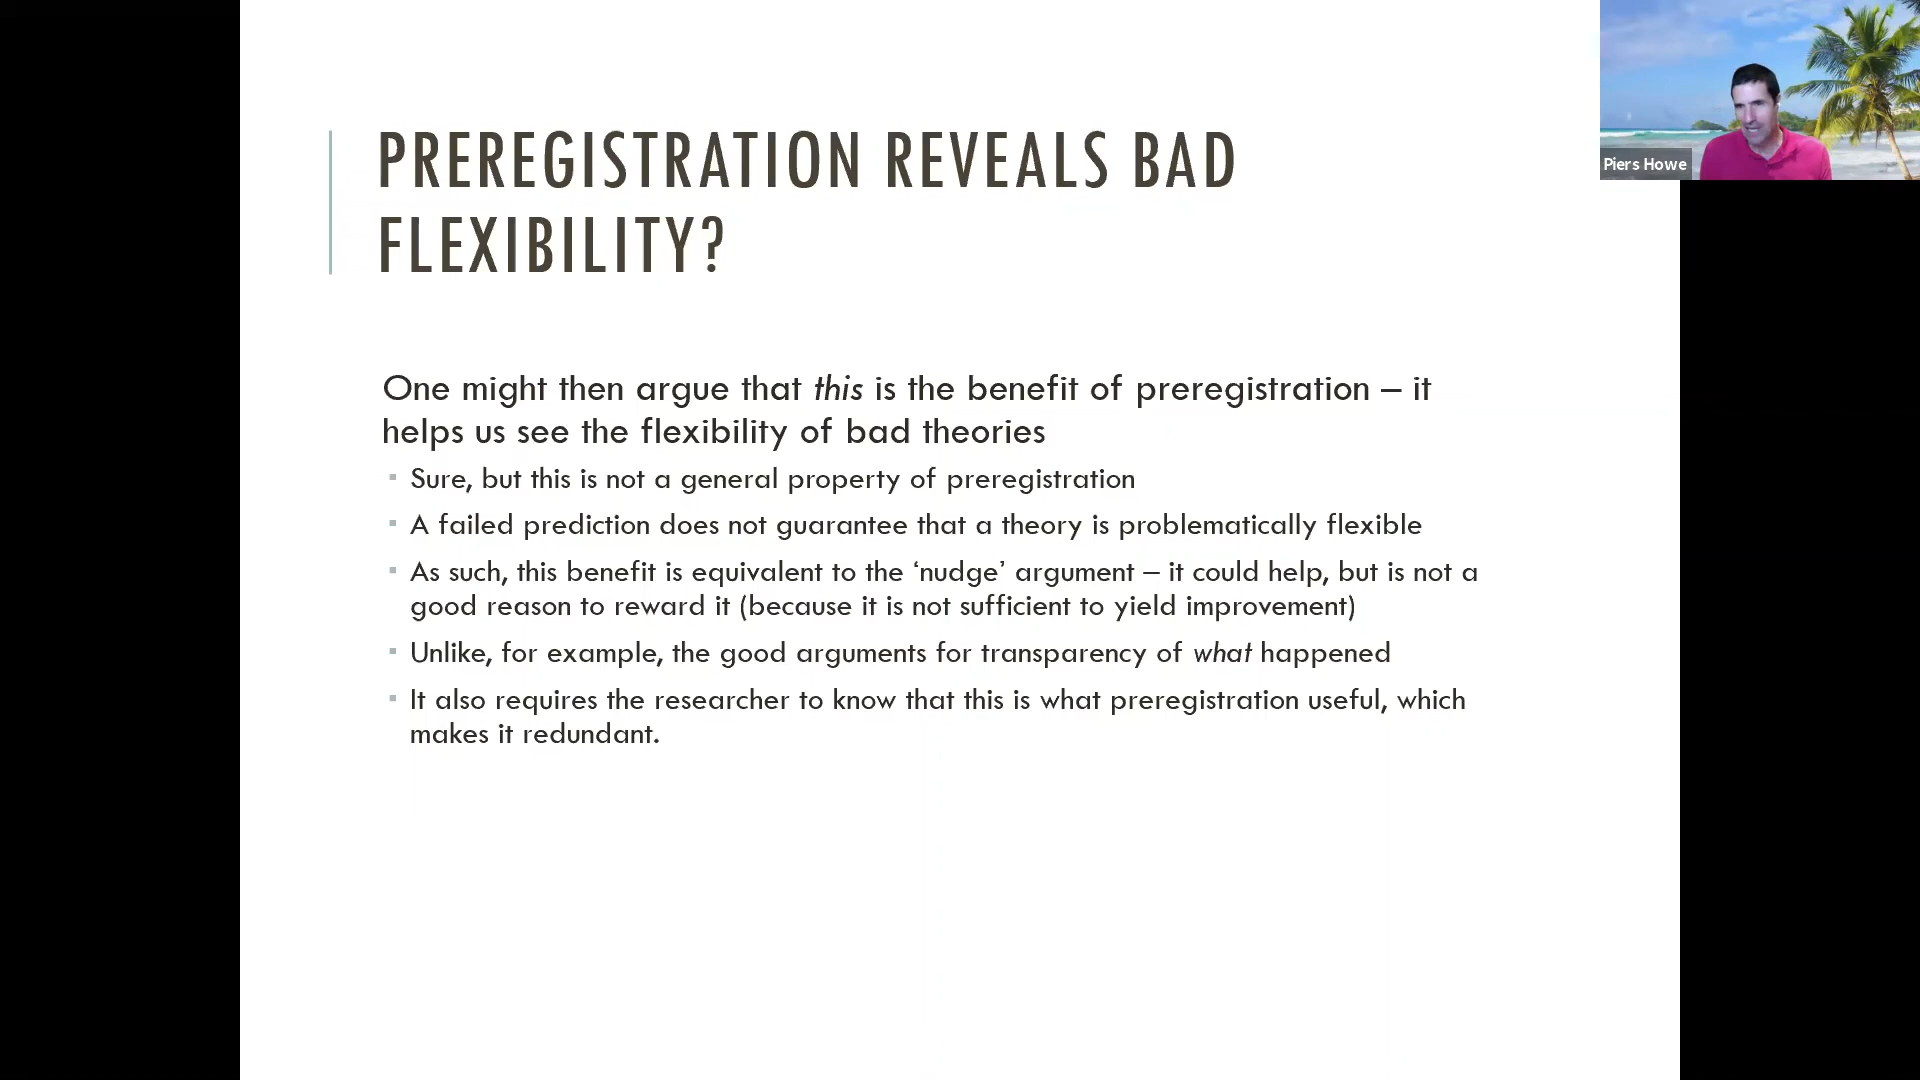 PREREGISTRATION REVEALS BAD
FLEXIBILITY?
Piers Howe
One might then argue that this is the benefit of preregistration – it
helps us see the flexibility of bad theories
▪ Sure, but this is not a general property of preregistration
▪ A failed prediction does not guarantee that a theory is problematically flexible
▪ As such, this benefit is equivalent to the ‘nudge’ argument – it could help, but is not a
good reason to reward it (because it is not sufficient to yield improvement)
▪ Unlike, for example, the good arguments for transparency of what happened
▪ It also requires the researcher to know that this is what preregistration useful, which
makes it redundant.